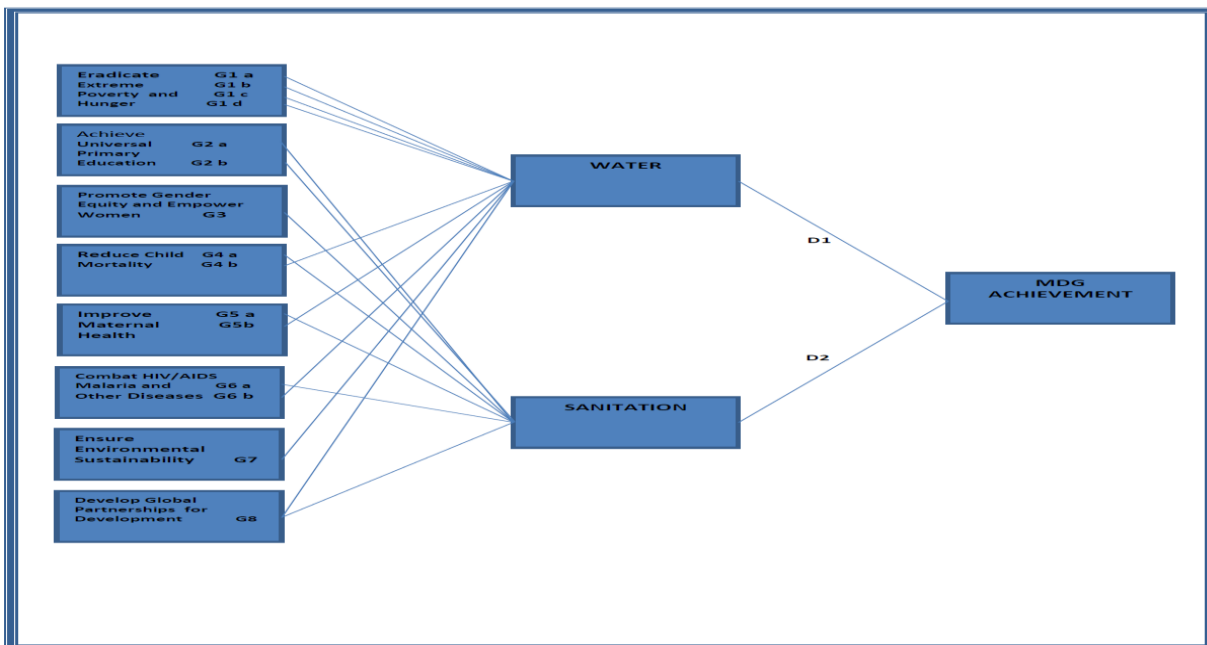 Eradicate G1 a
Extreme G1 b
Poverty and G1 c
Hunger G1 d
Achieve
Universal G2 a
Primary
Education G2 b
Promote Gender
Equity and Empower
Women G3
Reduce Child G4 a
Mortality G4 b
Improve G5 a
Maternal G5b
Health
Combat HIV/AIDS
Malaria and G6 a
Other Diseases G6 b
Ensure
Environmental
Sustainability G7
Develop Global
Partnerships for
Development G8
WATER
SANITATION
D1
D2
MDG
ACHIEVEMENT